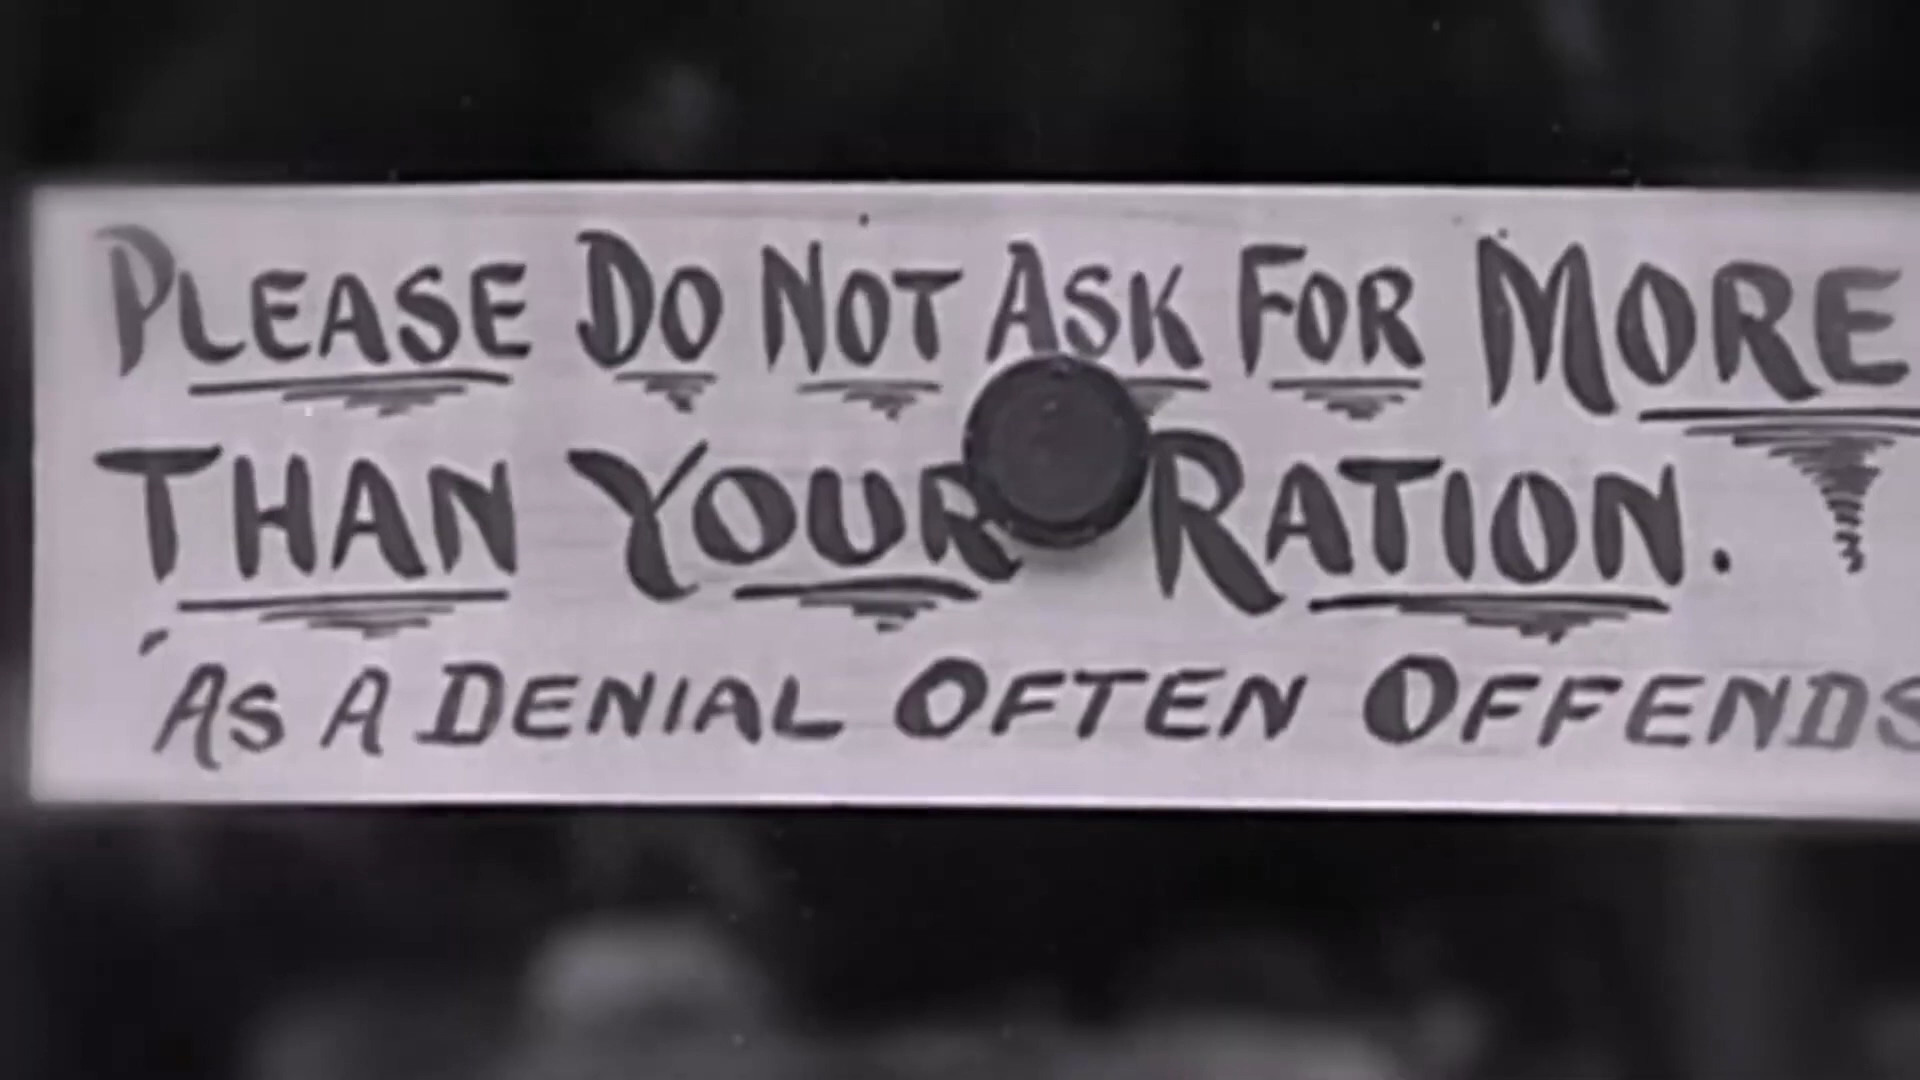 PLEASE DO NOT ASK FOR MORE
THAN YOUR RATION.
AS A DENIAL OFTEN OFFENDS